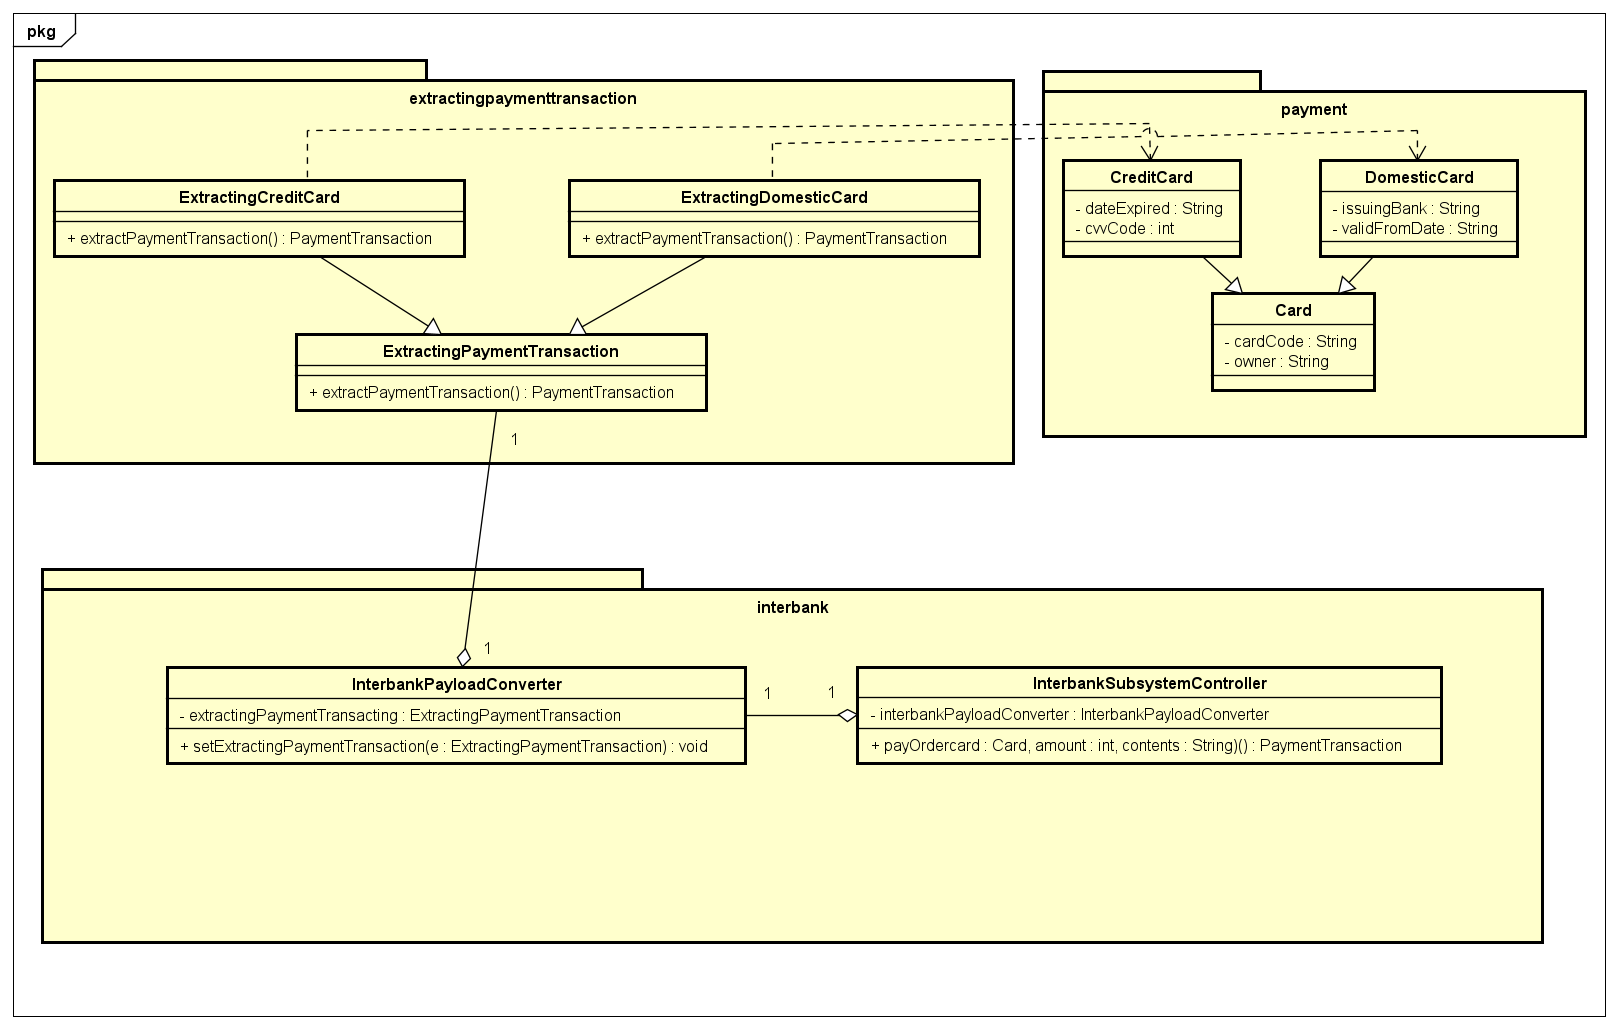 pkg
extractingpaymenttransaction
ExtractingCreditCard
+ extractPaymentTransaction() : PaymentTransaction
ExtractingDomesticCard
+ extractPaymentTransaction() : PaymentTransaction
ExtractingPaymentTransaction
+ extractPaymentTransaction() : PaymentTransaction
1
payment
CreditCard
- dateExpired : String
- cvvCode : int
DomesticCard
- issuingBank : String
- validFromDate : String
Card
- cardCode : String
- owner : String
interbank
1
InterbankPayloadConverter
- extractingPaymentTransacting : ExtractingPaymentTransaction
+ setExtractingPaymentTransaction(e : ExtractingPaymentTransaction) : void
1
1
InterbankSubsystemController
- interbankPayloadConverter : InterbankPayloadConverter
+ payOrdercard : Card, amount : int, contents : String)() : PaymentTransaction